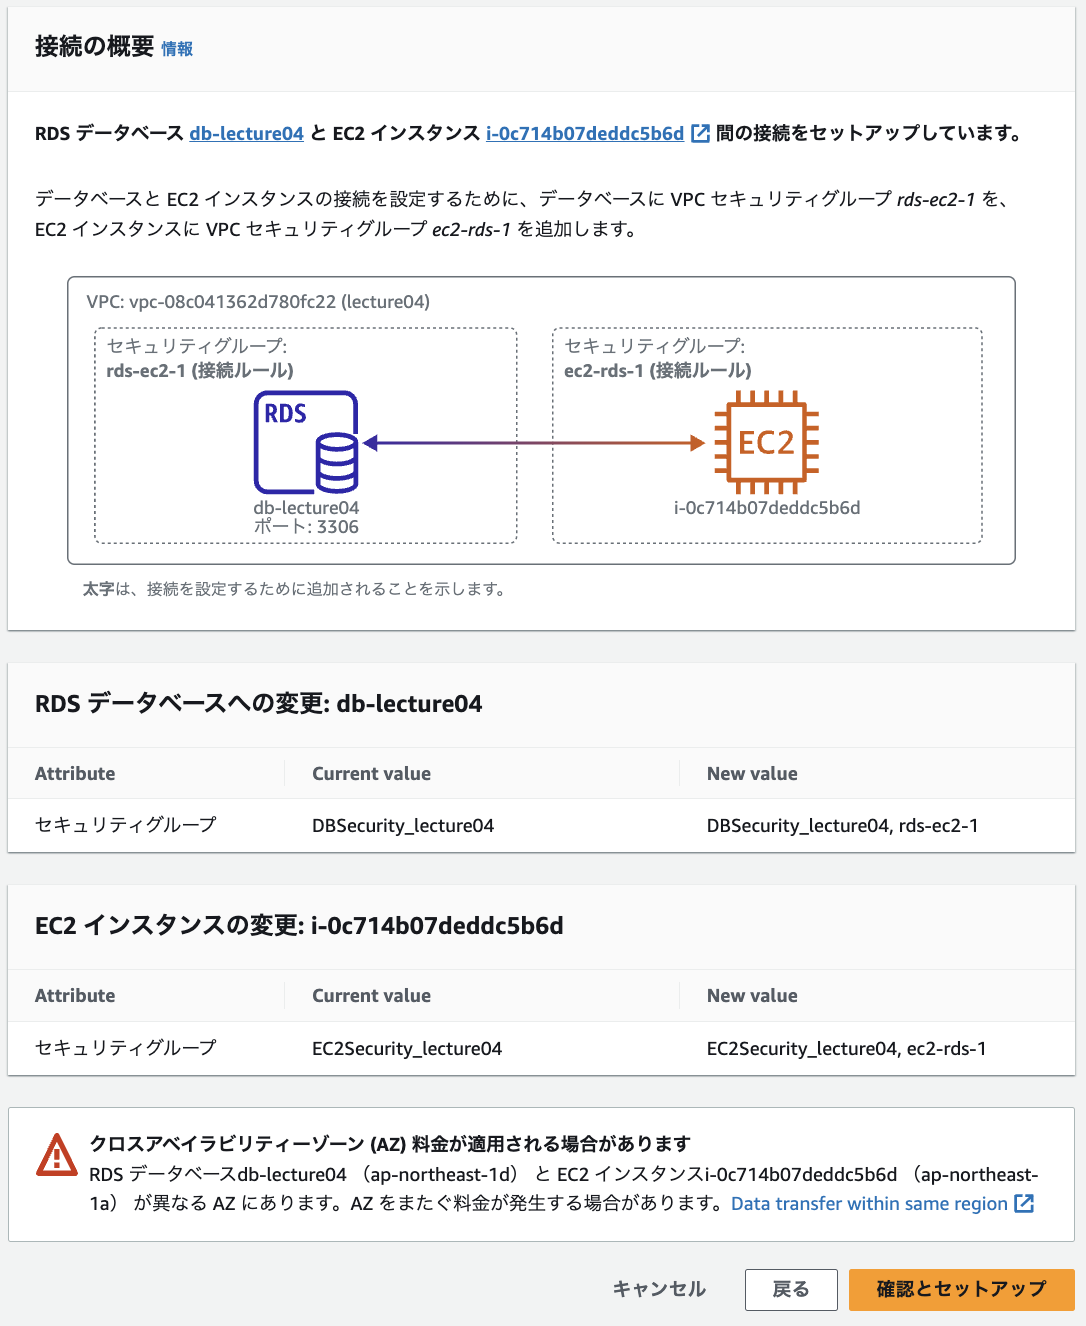 接続の概要 情報
RDS データベース db-lecture04 と EC2 インスタンス i-0c714b07deddc5b6d 間の接続をセットアップしています。
データベースと EC2 インスタンスの接続を設定するために、データベースに VPC セキュリティグループ rds-ec2-1 を、
EC2 インスタンスに VPC セキュリティグループ ec2-rds-1 を追加します。
VPC: vpc-08c041362d780fc22 (lecture04)
セキュリティグループ:
rds-ec2-1 (接続ルール)
RDS
db-lecture04
ポート: 3306
セキュリティグループ:
ec2-rds-1 (接続ルール)
EC2
i-0c714b07deddc5b6d
太字は、接続を設定するために追加されることを示します。
RDS データベースへの変更: db-lecture04
Attribute Current value New value
セキュリティグループ DBSecurity_lecture04 DBSecurity_lecture04, rds-ec2-1
EC2 インスタンスの変更: i-0c714b07deddc5b6d
Attribute Current value New value
セキュリティグループ EC2Security_lecture04 EC2Security_lecture04, ec2-rds-1
クロスアベイラビリティーゾーン (AZ) 料金が適用される場合があります
RDS データベースdb-lecture04 （ap-northeast-1d） と EC2 インスタンスi-0c714b07deddc5b6d （ap-northeast-
1a） が異なる AZ にあります。AZ をまたぐ料金が発生する場合があります。Data transfer within same region
キャンセル 戻る 確認とセットアップ